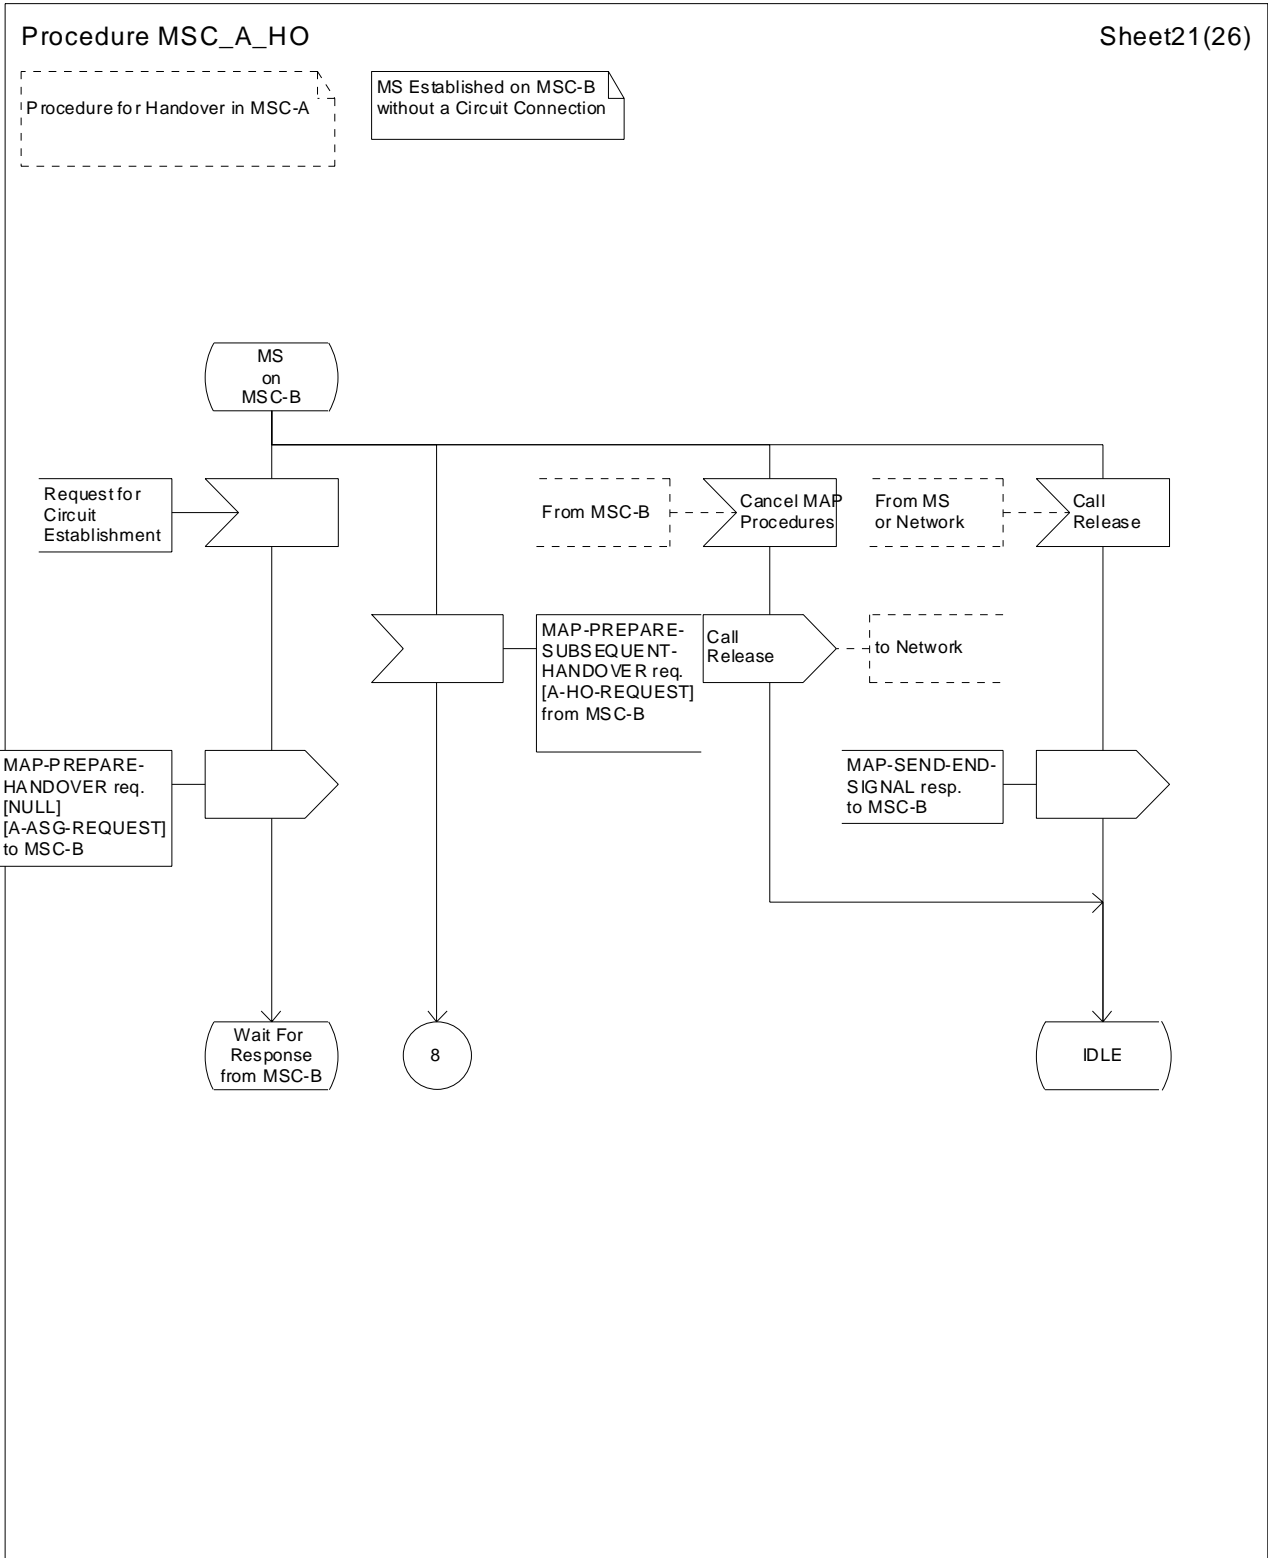 Procedure MSC_A_HO
Sheet21(26)
Procedure for Handover in MSC-A
MS Established on MSC-B
without a Circuit Connection
MS
on
MSC-B
Request for
Circuit
Establishment
From MSC-B
Cancel MAP
Procedures
From MS
or Network
Call
Release
MAP-PREPARE-
SUBSEQUENT-
HANDOVER req.
[A-HO-REQUEST]
from MSC-B
Call
Release
to Network
MAP-PREPARE-
HANDOVER req.
[NULL]
[A-ASG-REQUEST]
to MSC-B
MAP-SEND-END-
SIGNAL resp.
to MSC-B
Wait For
Response
from MSC-B
8
IDLE